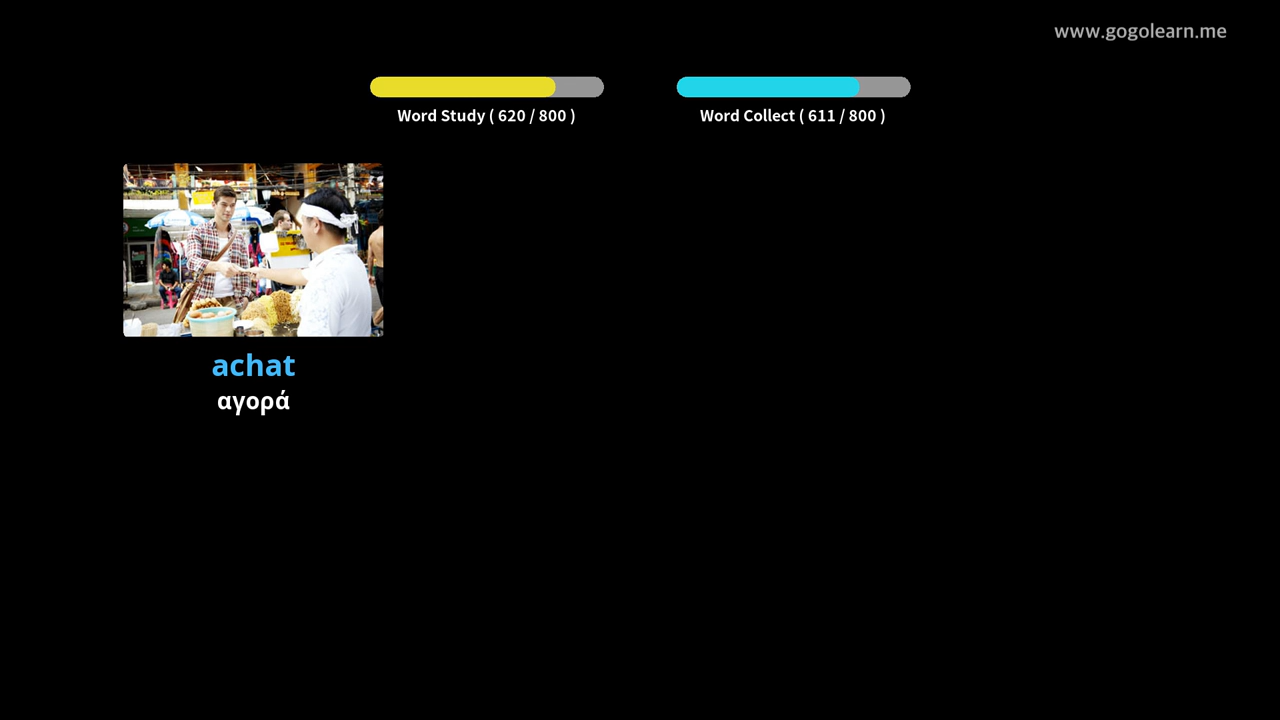 www.gogolearn.me
Word Study ( 620 / 800 )
Word Collect ( 611 / 800 )
achat
αγορά